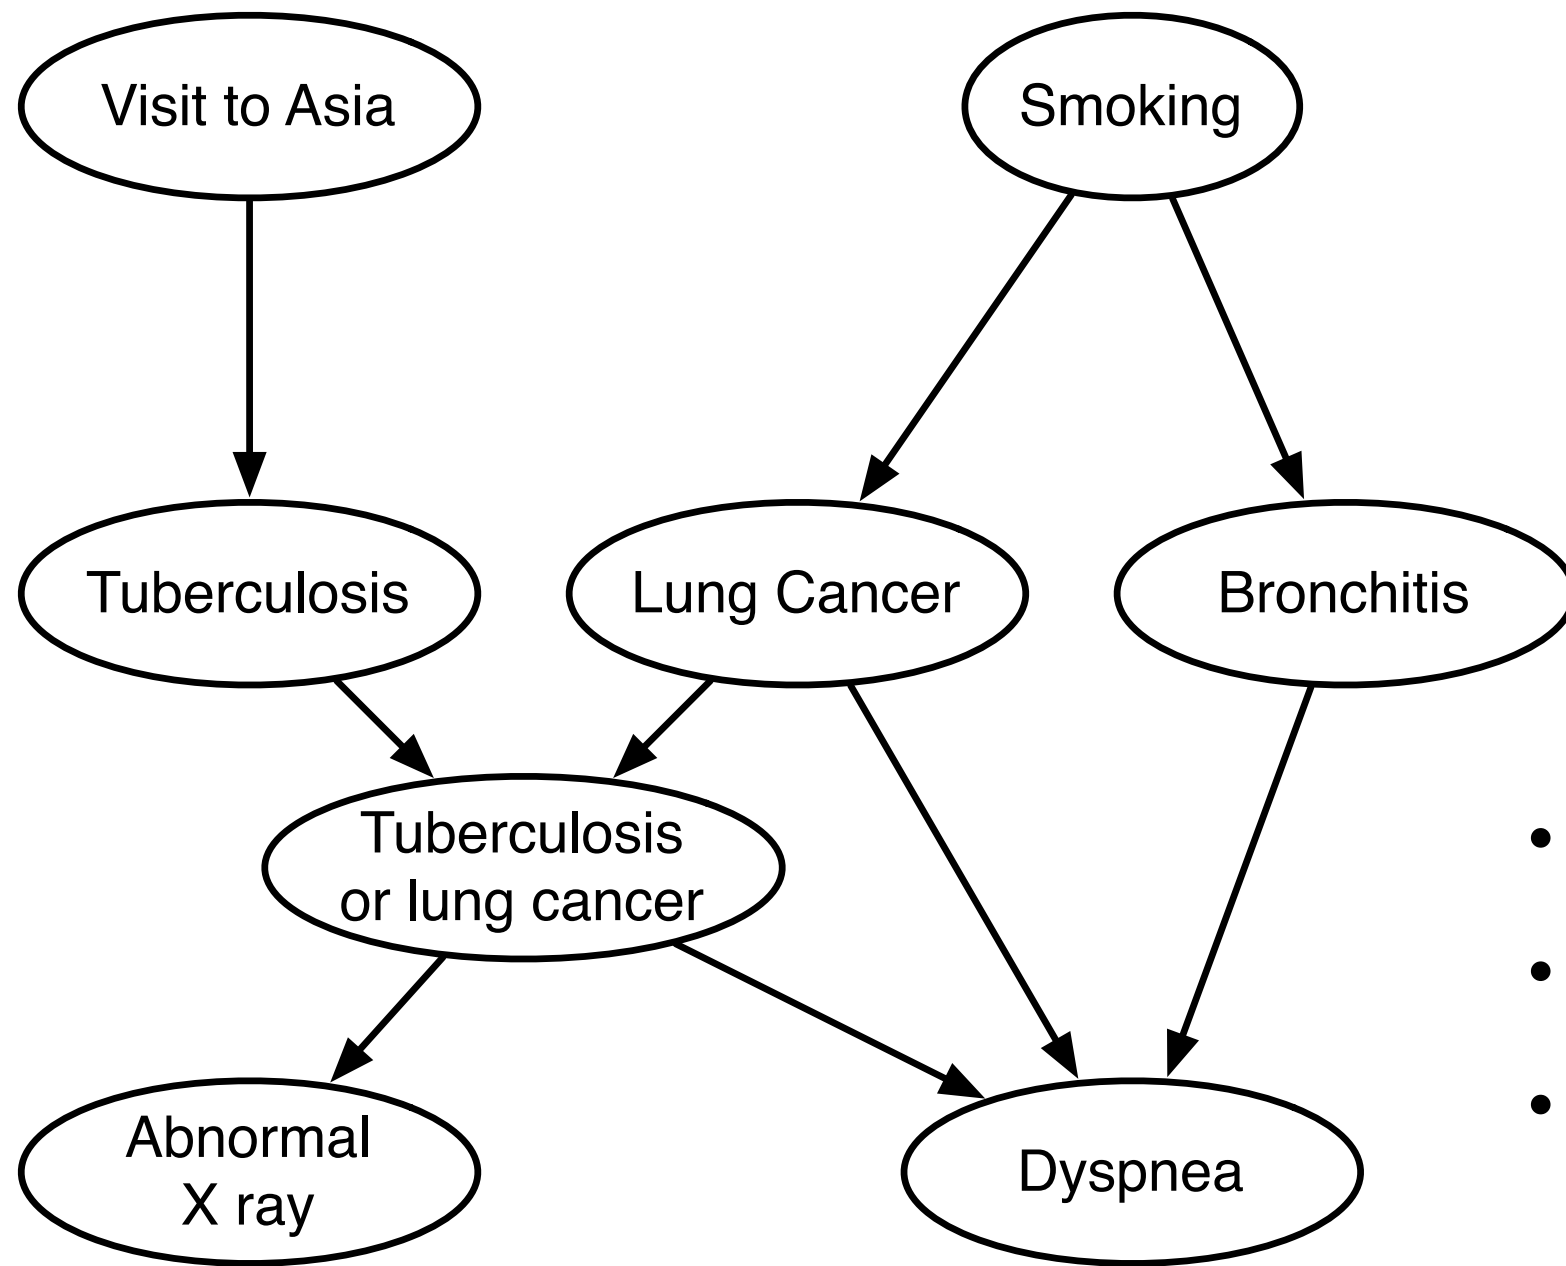 Visit to Asia
Smoking
Tuberculosis
Lung Cancer
Bronchitis
Tuberculosis
or lung cancer
Abnormal
X ray
Dyspnea
•
•
•